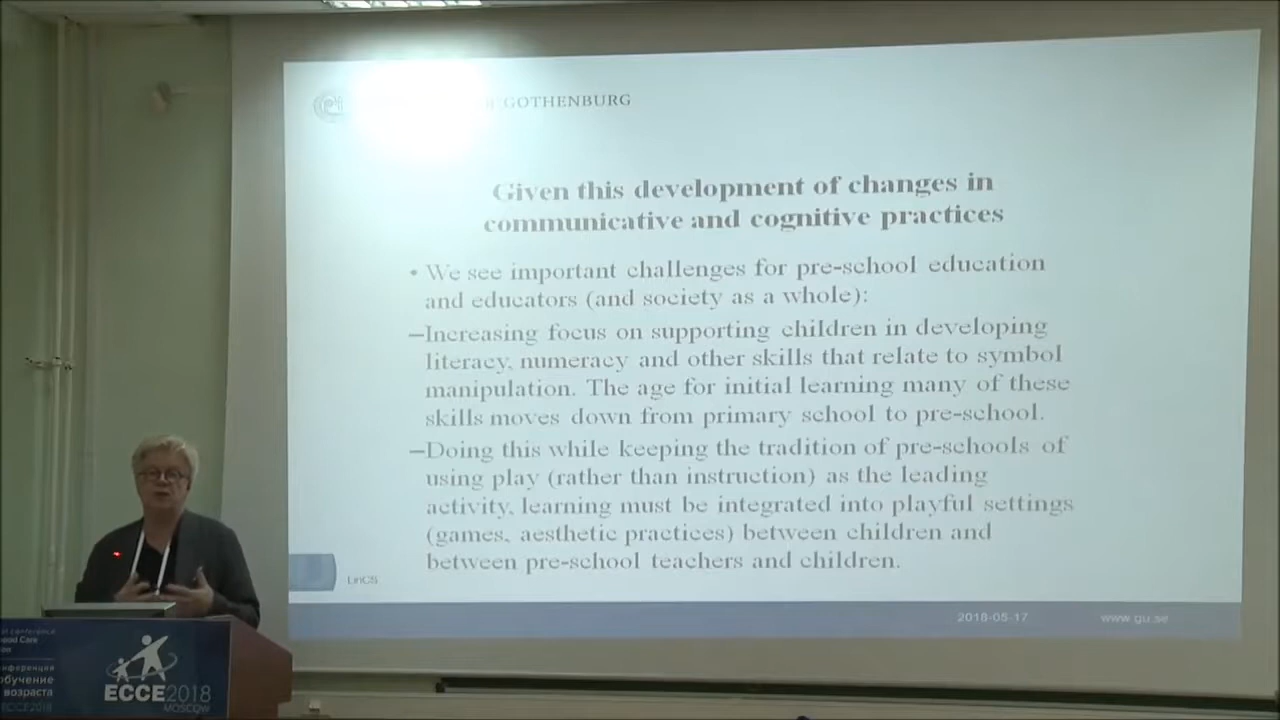 GOTHENBURG
Given this development of changes in
communicative and cognitive practices
• We see important challenges for pre-school education
and educators (and society as a whole):
–Increasing focus on supporting children in developing
literacy, numeracy and other skills that relate to symbol
manipulation. The age for initial learning many of these
skills moves down from primary school to pre-school.
–Doing this while keeping the tradition of pre-schools of
using play (rather than instruction) as the leading
activity, learning must be integrated into playful settings
(games, aesthetic practices) between children and
between pre-school teachers and children.
LinCS
2018-05-17 www.gu.se
conference
Care
обучение
возраста
ECCE2018
ECCE2018
MOSCOW